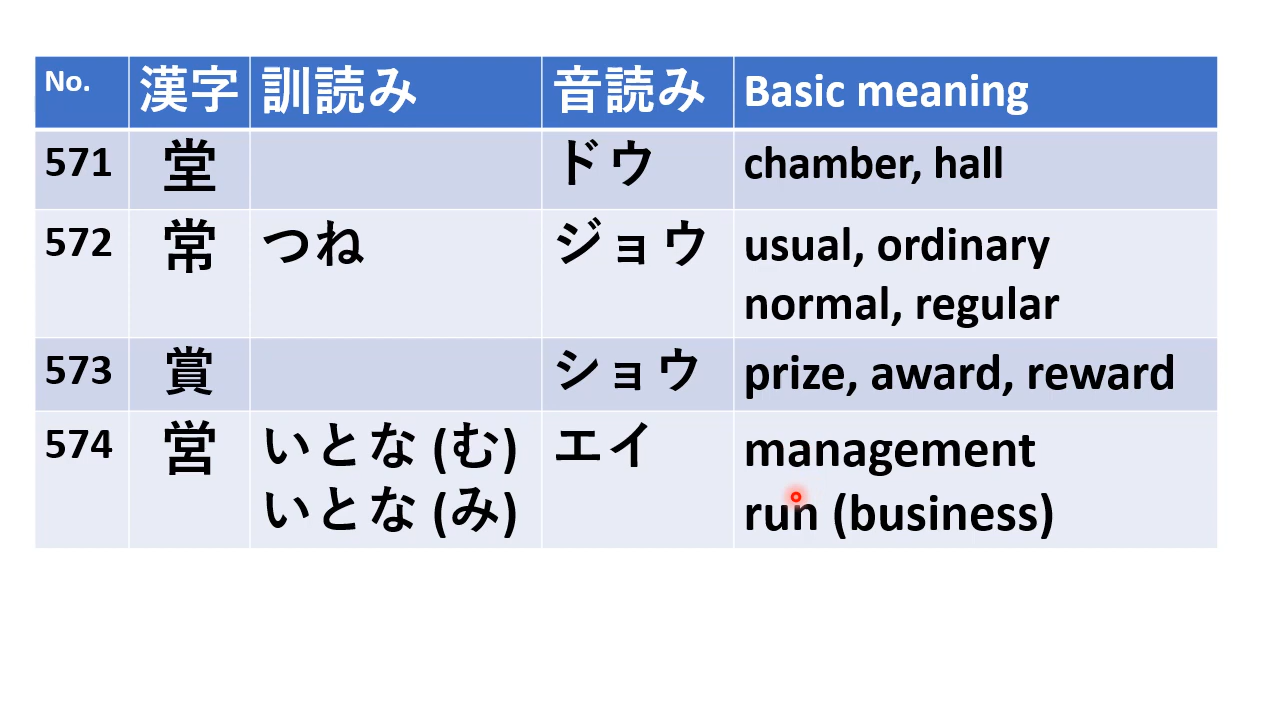 No. 漢字 訓読み 音読み Basic meaning
571 堂 ドウ chamber, hall
572 常 つね ジョウ usual, ordinary
normal, regular
573 賞 ショウ prize, award, reward
574 営 いとな (む) エイ management
いとな (み) run (business)